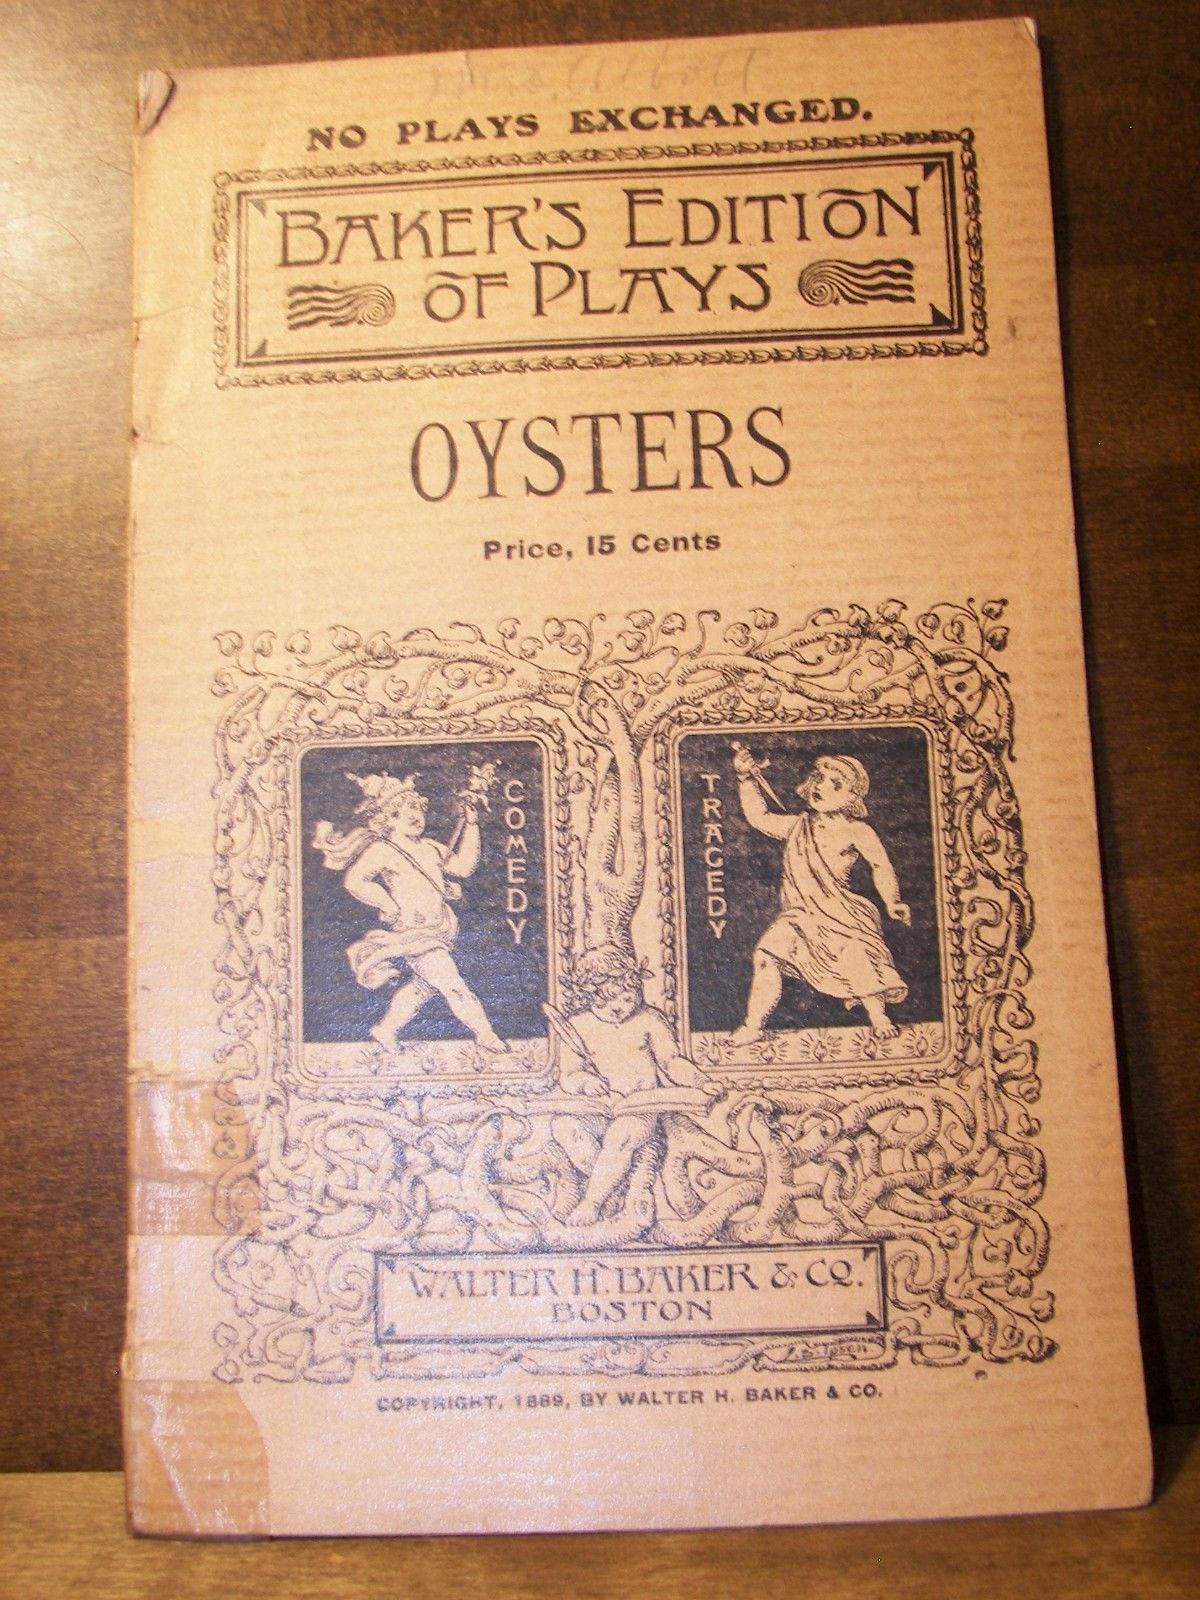 NO PLAYS EXCHANGED.
BAKER'S EDITION
OF PLAYS
OYSTERS
Price, 15 Cents
COMEDY
TRAGEDY
WALTER H. BAKER & CO.
BOSTON
COPYRIGHT, 1889, BY WALTER H. BAKER & CO.